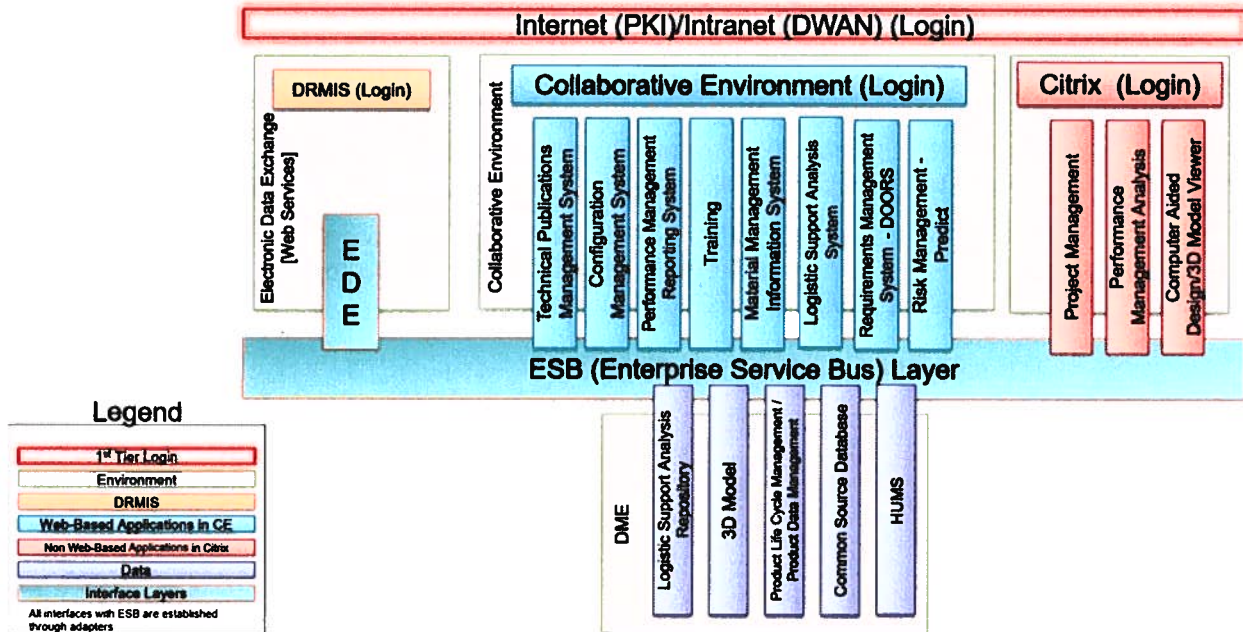 Internet (PKI)/Intranet (DWAN) (Login)
Electronic Data Exchange
[Web Services]
DRMIS (Login)
E
D
E
Collaborative Environment
Collaborative Environment (Login)
Technical Publications
Management System
Configuration
Management System
Performance Management
Reporting System
Training
Material Management
Information System
Logistic Support Analysis
System
Requirements Management
System - DOORS
Risk Management -
Predict
Citrix (Login)
Project Management
Performance
Management Analysis
Computer Aided
Design/3D Model Viewer
ESB (Enterprise Service Bus) Layer
DME
Logistic Support Analysis
Repository
3D Model
Product Life Cycle Management /
Product Data Management
Common Source Database
HUMS
Legend
1st Tier Login
Environment
DRMIS
Web-Based Applications in CE
Non Web-Based Applications in Citrix
Data
Interface Layers
All interfaces with ESB are established
through adapters